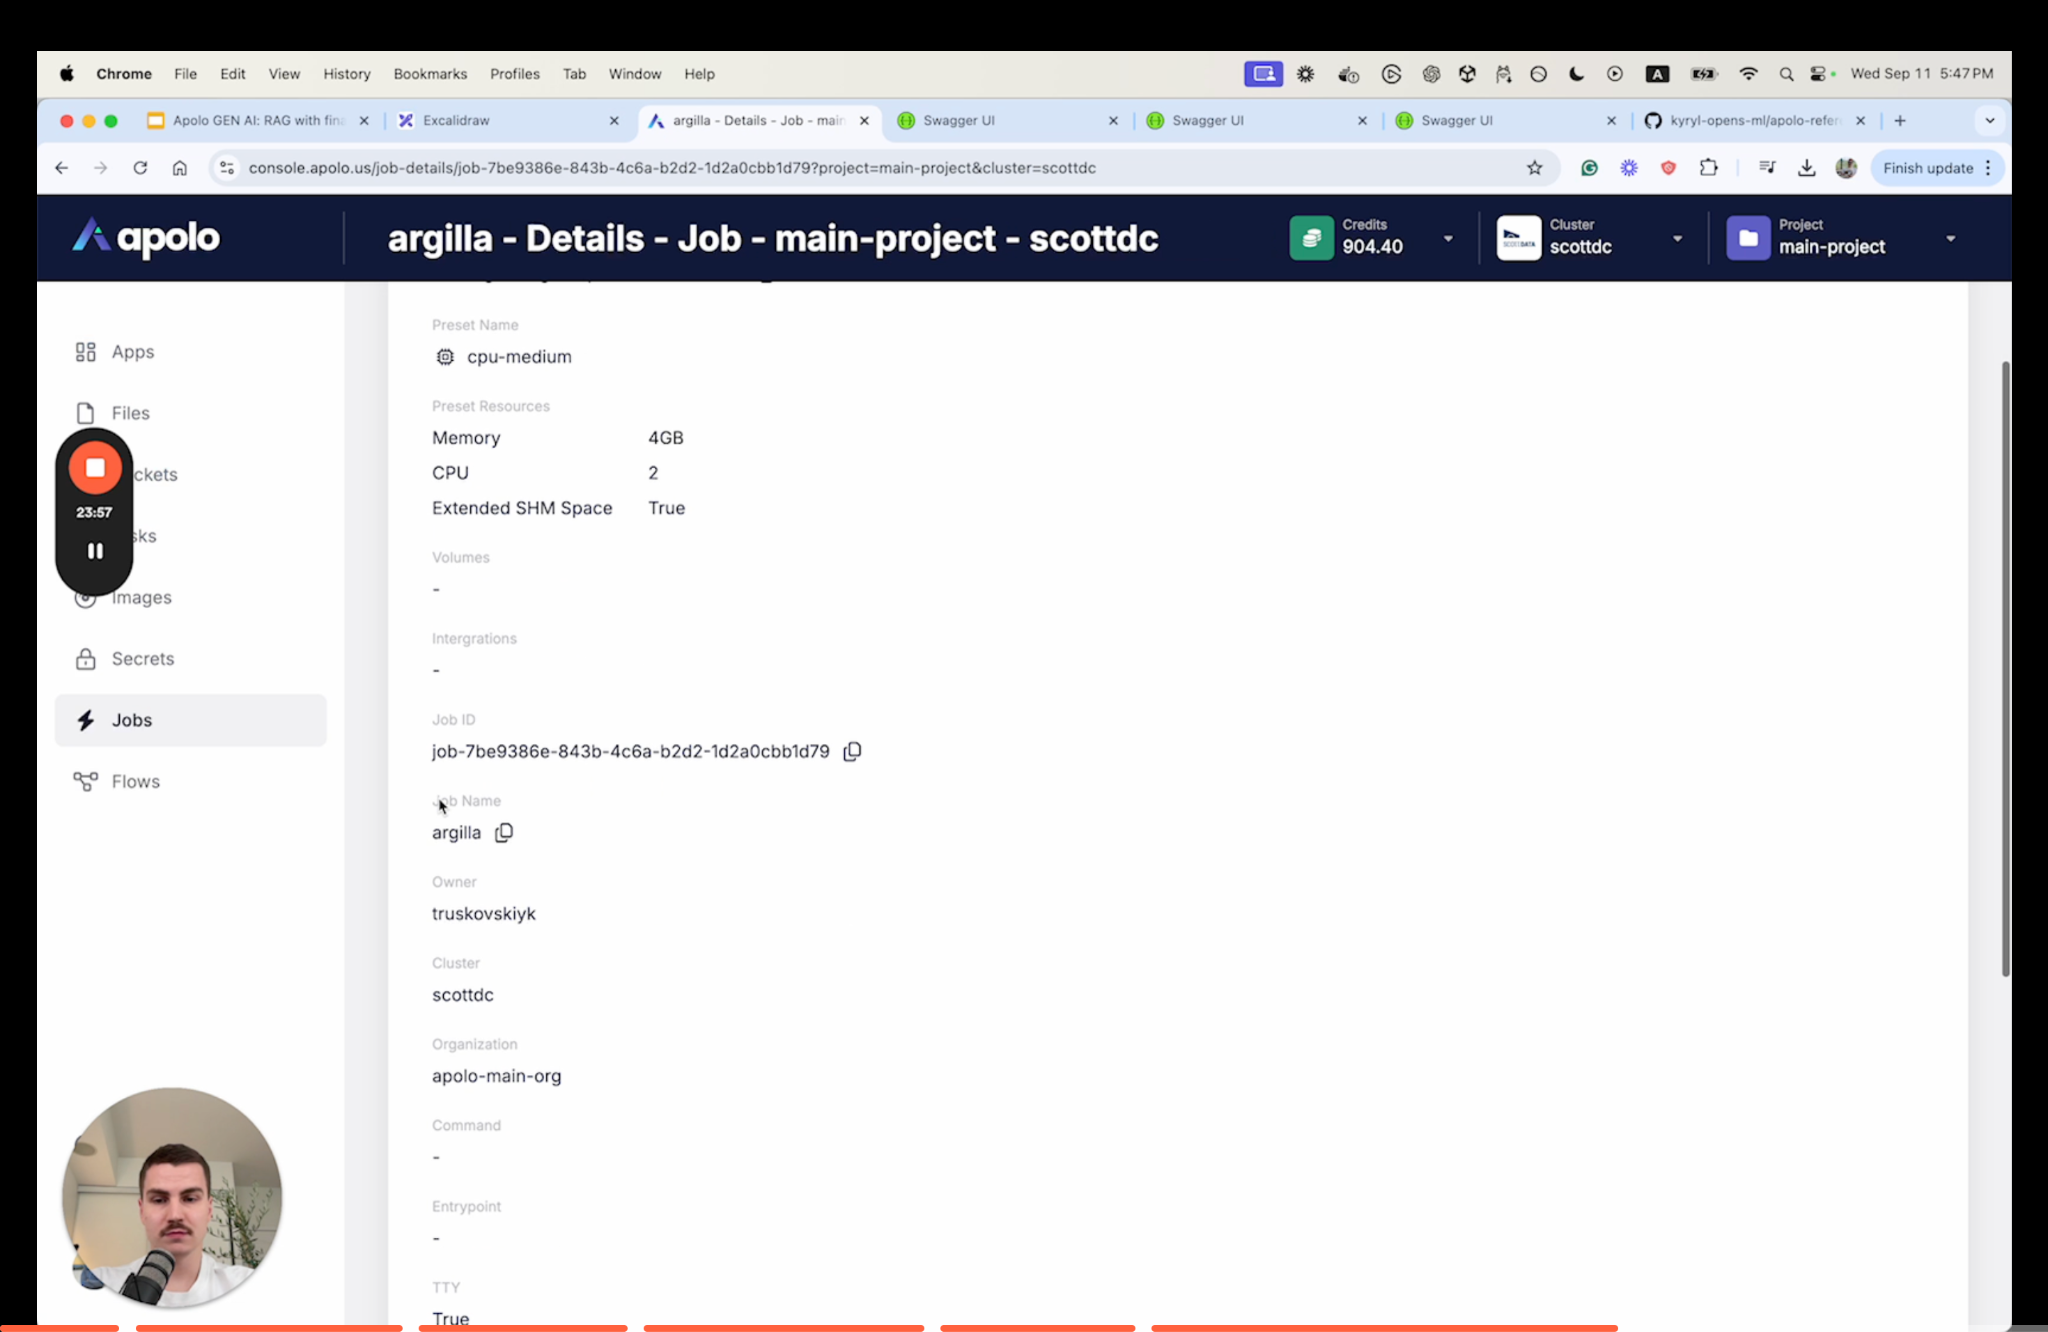 Chrome File Edit View History Bookmarks Profiles Tab Window Help A Wed Sep 11 5:47 PM
Apolo GEN AI: RAG with fina Excalidraw argilla - Details - Job - main Swagger UI Swagger UI Swagger UI kyryl-opens-ml/apolo-refer
console.apolo.us/job-details/job-7be9386e-843b-4c6a-b2d2-1d2a0cbb1d79?project=main-project&cluster=scottdc Finish update
apolo argilla - Details - Job - main-project - scottdc
Credits
904.40
Cluster
scottdc
Project
main-project
Apps
Files
ckets
sks
Images
Secrets
Jobs
Flows
23:57
Preset Name
cpu-medium
Preset Resources
Memory 4GB
CPU 2
Extended SHM Space True
Volumes
-
Intergrations
-
Job ID
job-7be9386e-843b-4c6a-b2d2-1d2a0cbb1d79
Job Name
argilla
Owner
truskovskiyk
Cluster
scottdc
Organization
apolo-main-org
Command
-
Entrypoint
-
TTY
True